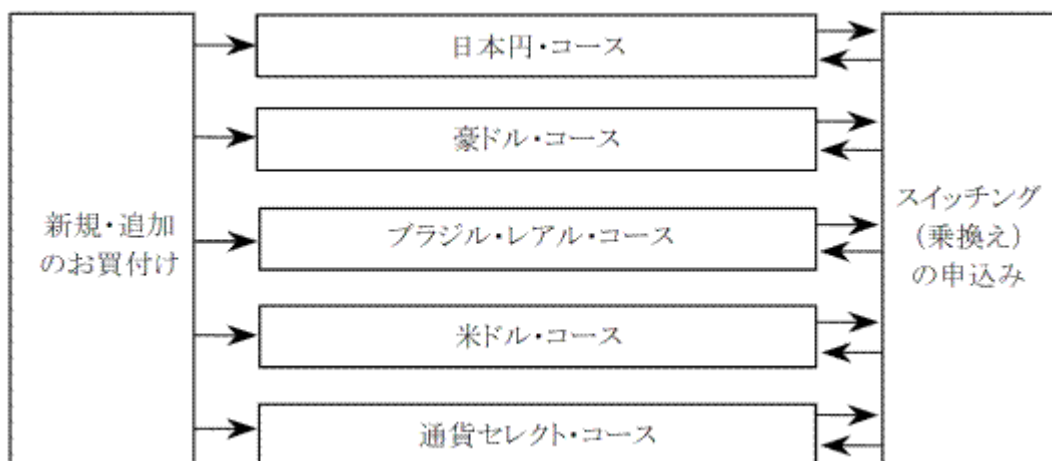 新規・追加
のお買付け
日本円・コース
豪ドル・コース
ブラジル・レアル・コース
米ドル・コース
通貨セレクト・コース
スイッチング
(乗換え)
の申込み